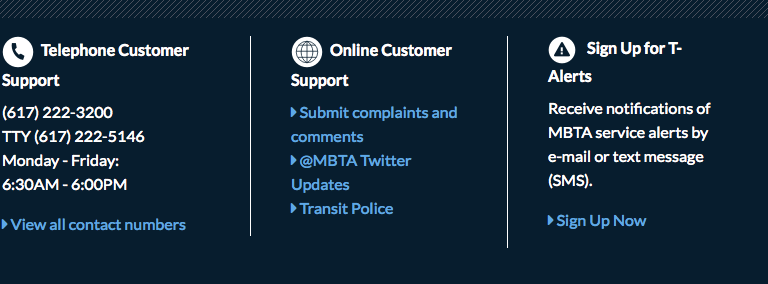 Telephone Customer
Support
(617) 222-3200
TTY (617) 222-5146
Monday - Friday:
6:30AM - 6:00PM
View all contact numbers
Online Customer
Support
Submit complaints and
comments
@MBTA Twitter
Updates
Transit Police
Sign Up for T-
Alerts
Receive notifications of
MBTA service alerts by
e-mail or text message
(SMS).
Sign Up Now